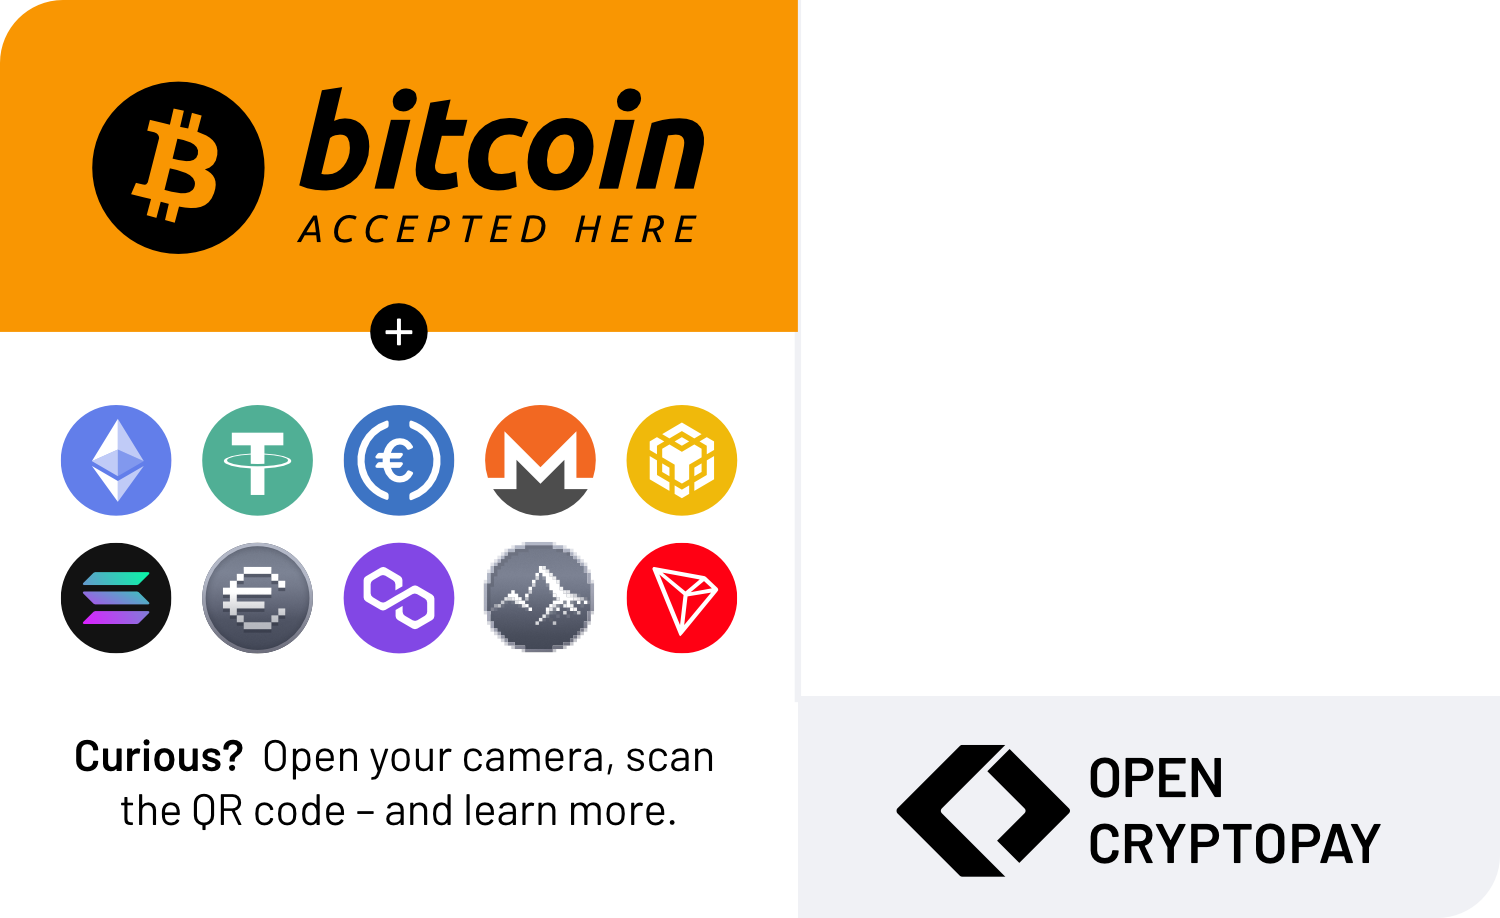 bitcoin
ACCEPTED HERE
Curious? Open your camera, scan
the QR code – and learn more.
OPEN
CRYPTOPAY